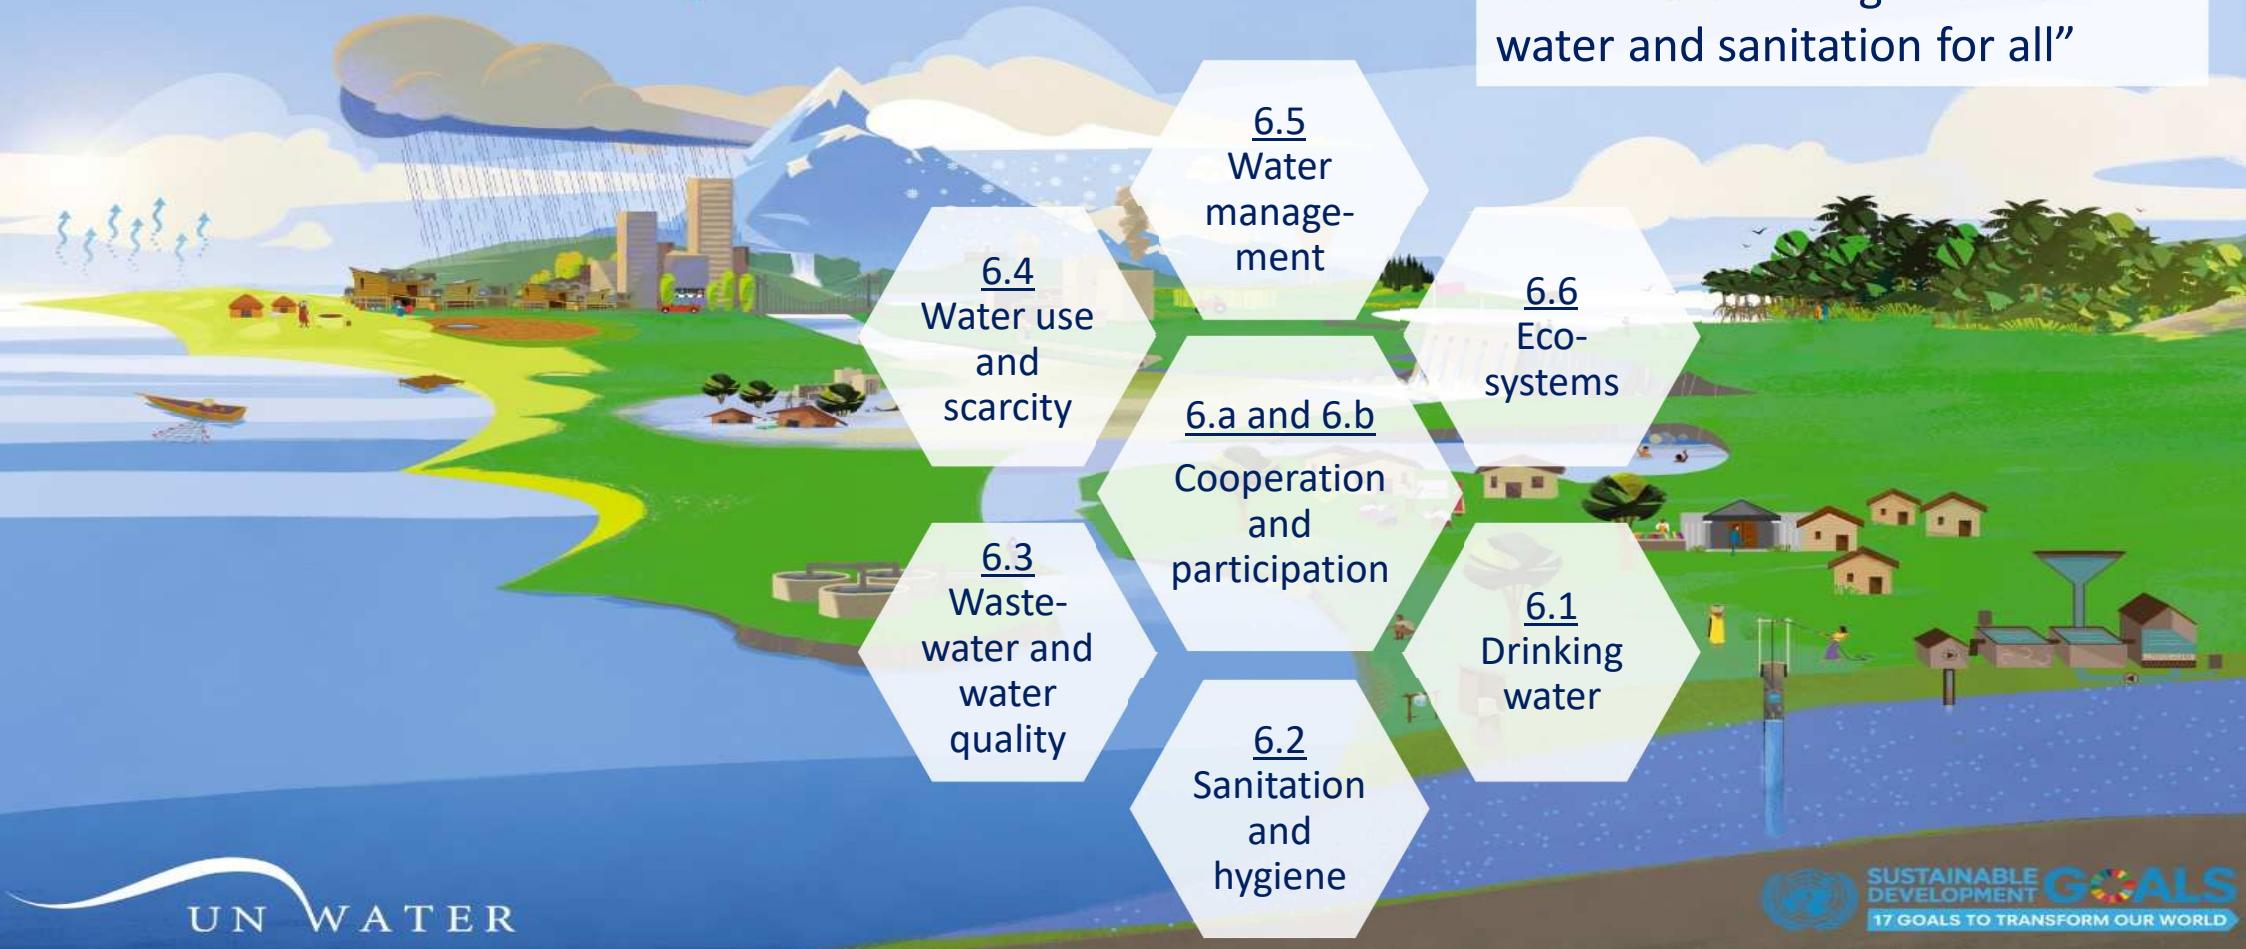 water and sanitation for all”
6.5
Water
manage-
ment
6.4
Water use
and
scarcity
6.6
Eco-
systems
6.a and 6.b
Cooperation
and
participation
6.3
Waste-
water and
water
quality
6.1
Drinking
water
6.2
Sanitation
and
hygiene
UN WATER
SUSTAINABLE
DEVELOPMENT GOALS
17 GOALS TO TRANSFORM OUR WORLD